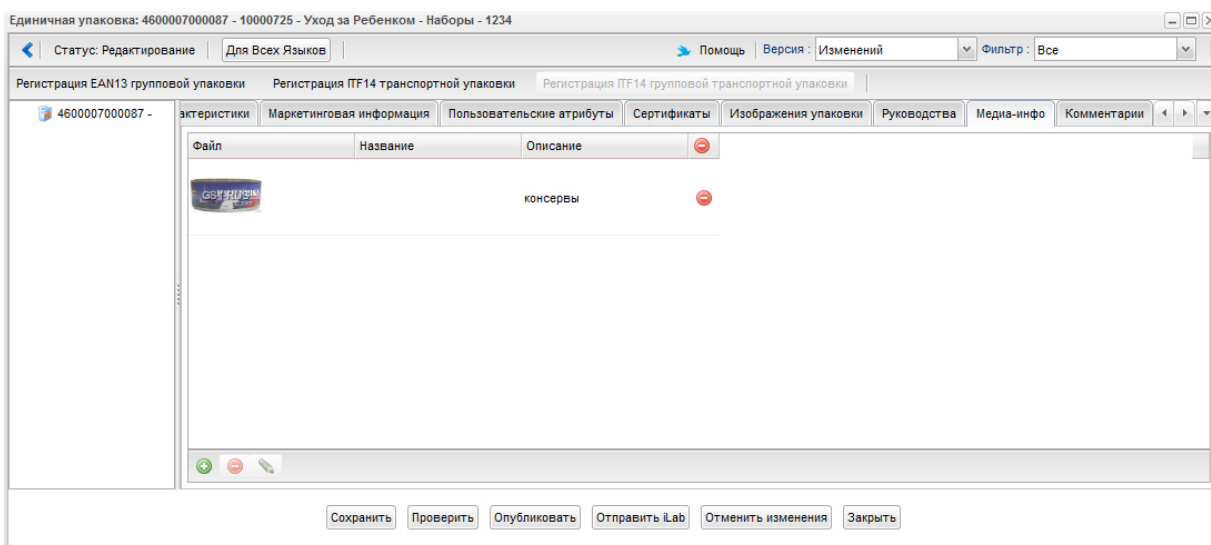 Единичная упаковка: 4600007000087 - 10000725 - Уход за Ребенком - Наборы - 1234
Статус: Редактирование Для Всех Языков Помощь Версия : Изменений Фильтр : Все
Регистрация EAN13 групповой упаковки Регистрация ITF14 транспортной упаковки Регистрация ITF14 групповой транспортной упаковки
4600007000087 - актеристики Маркетинговая информация Пользовательские атрибуты Сертификаты Изображения упаковки Руководства Медиа-инфо Комментарии
Файл Название Описание
консервы
Сохранить Проверить Опубликовать Отправить iLab Отменить изменения Закрыть